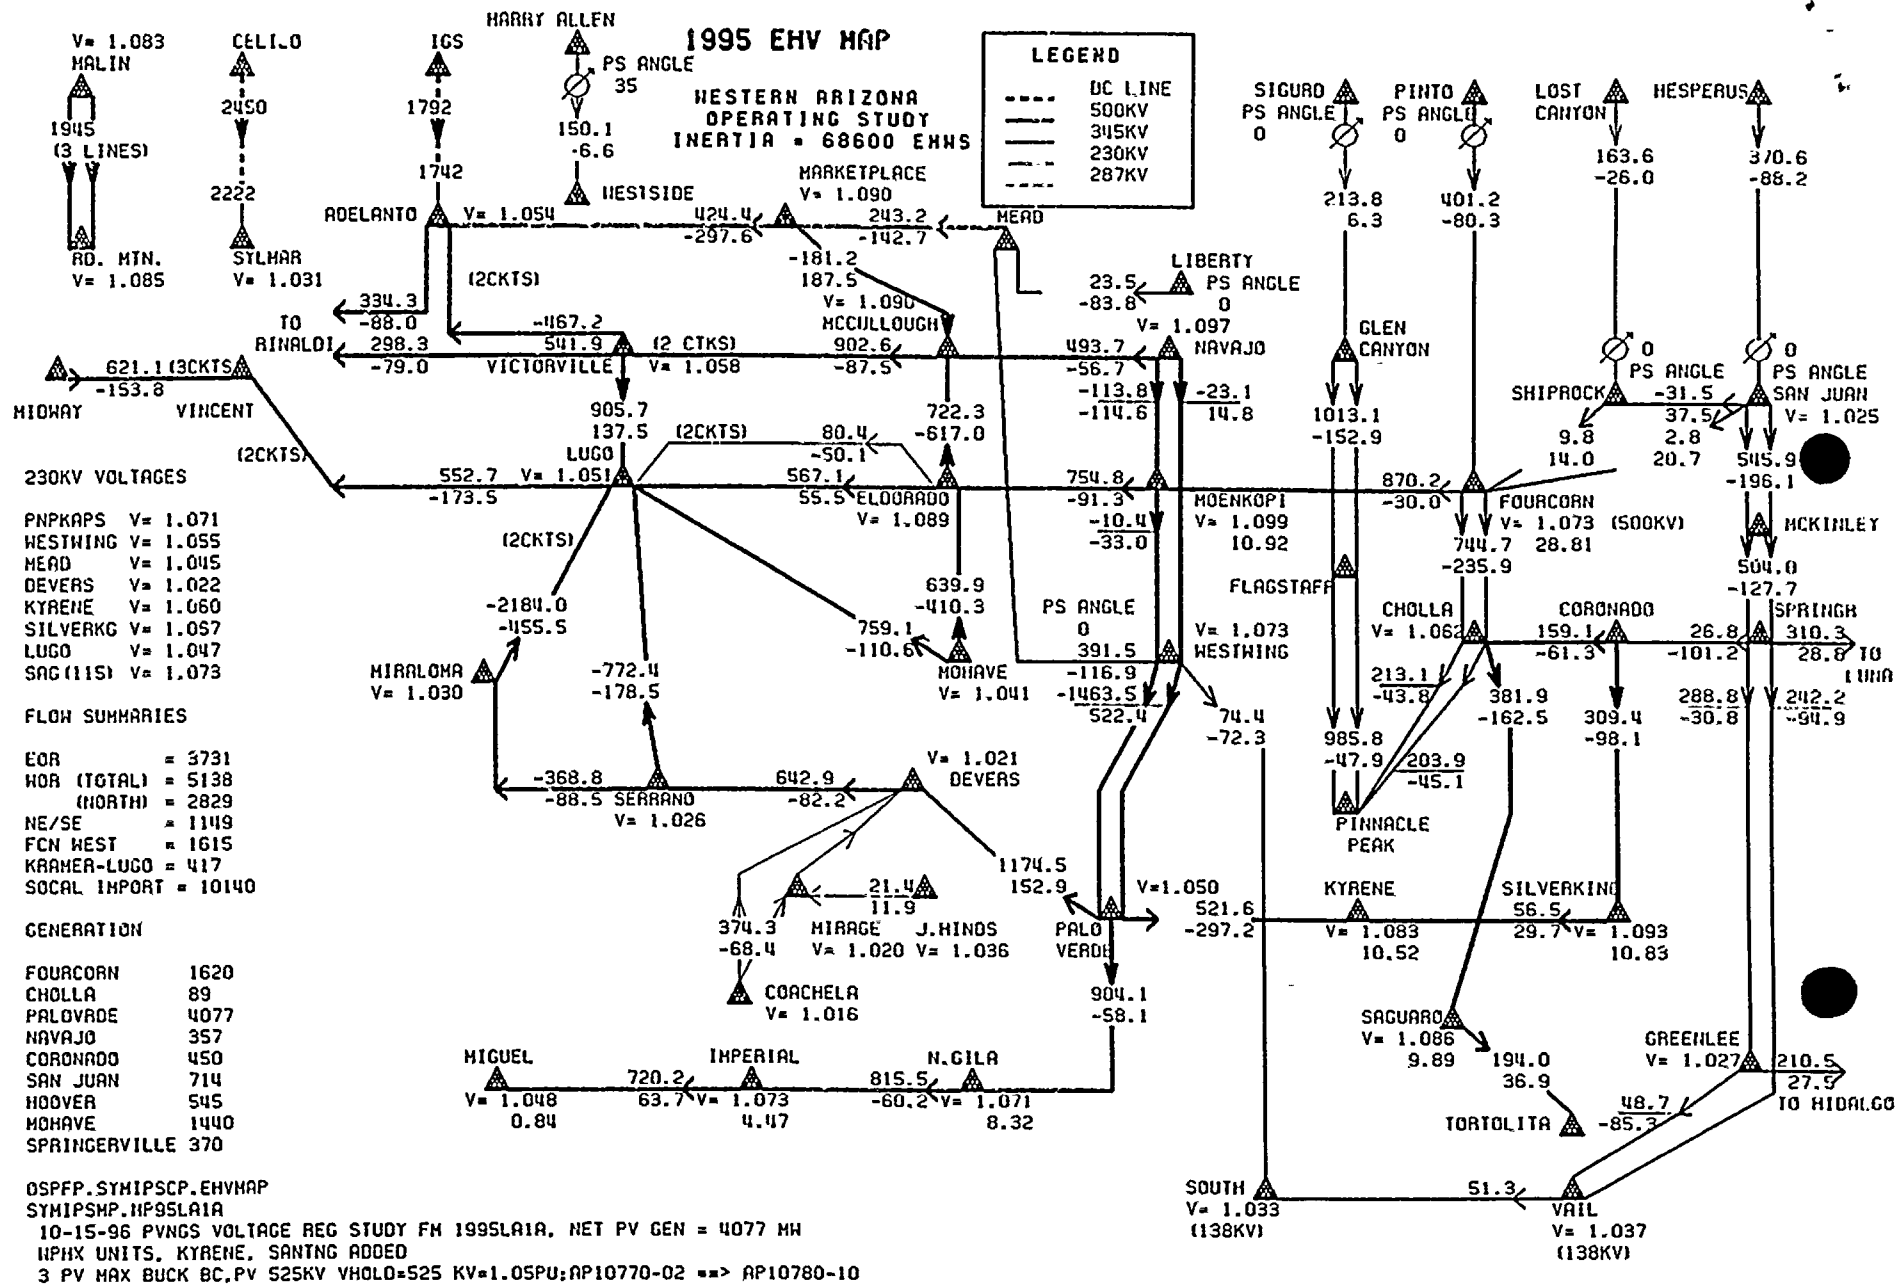 1995 EHV MAP
WESTERN ARIZONA
OPERATING STUDY
INERTIA = 68600 EMWS
LEGEND
DC LINE
500KV
345KV
230KV
287KV
V= 1.083
MALIN
1945
(3 LINES)
RD. MTN.
V= 1.085
CELILO
2450
2222
SYLMAR
V= 1.031
IGS
1792
1742
ADELANTO
V= 1.054
HARRY ALLEN
PS ANGLE
35
150.1
-6.6
WESTSIDE
MARKETPLACE
V= 1.090
424.4
-297.6
243.2
-142.7
MEAD
-181.2
187.5
V= 1.090
MCCULLOUGH
LIBERTY
PS ANGLE
0
23.5
-83.8
V= 1.097
NAVAJO
SIGURD
PS ANGLE
0
213.8
6.3
PINTO
PS ANGLE
0
401.2
-80.3
LOST
CANYON
163.6
-26.0
HESPERUS
370.6
-88.2
(2CKTS)
334.3
-88.0
TO
RINALDI
298.3
-79.0
-467.2
541.9
VICTORVILLE
(2 CTKS)
V= 1.058
902.6
-87.5
493.7
-56.7
-113.8
-114.6
-23.1
14.8
GLEN
CANYON
1013.1
-152.9
0
PS ANGLE
SHIPROCK
-31.5
37.5
9.8
14.0
2.8
20.7
0
PS ANGLE
SAN JUAN
V= 1.025
545.9
-196.1
621.1
(3CKTS
-153.8
MIDWAY
VINCENT
(2CKTS)
905.7
137.5
LUGO
V= 1.051
552.7
-173.5
(2CKTS)
80.4
-50.1
722.3
-617.0
567.1
55.5
ELDORADO
V= 1.089
754.8
-91.3
-10.4
-33.0
MOENKOPI
V= 1.099
10.92
870.2
-30.0
FOURCORN
V= 1.073 (500KV)
28.81
744.7
-235.9
MCKINLEY
504.0
-127.7
230KV VOLTAGES
PNPKAPS V= 1.071
WESTWING V= 1.055
MEAD V= 1.045
DEVERS V= 1.022
KYRENE V= 1.060
SILVERKG V= 1.057
LUGO V= 1.047
SAG(115) V= 1.073
(2CKTS)
-2184.0
-455.5
MIRALOMA
V= 1.030
-772.4
-178.5
759.1
-110.6
639.9
-410.3
MOHAVE
V= 1.041
PS ANGLE
0
391.5
-116.9
V= 1.073
WESTWING
-1463.5
522.4
74.4
-72.3
FLAGSTAFF
985.8
-47.9
PINNACLE
PEAK
CHOLLA
V= 1.062
213.1
-43.8
203.9
-45.1
381.9
-162.5
CORONADO
159.1
-61.3
309.4
-98.1
26.8
-101.2
SPRINGR
310.3
28.8
TO
LUNA
288.8
-30.8
242.2
-94.9
FLOW SUMMARIES
EOR = 3731
WOR (TOTAL) = 5138
(NORTH) = 2829
NE/SE = 1149
FCN WEST = 1615
KRAMER-LUGO = 417
SOCAL IMPORT = 10140
-368.8
-88.5
SERRANO
V= 1.026
642.9
-82.2
V= 1.021
DEVERS
1174.5
152.9
21.4
11.9
374.3
-68.4
MIRAGE
V= 1.020
J.HINDS
V= 1.036
COACHELA
V= 1.016
PALO
VERDE
V=1.050
521.6
-297.2
904.1
-58.1
KYRENE
V= 1.083
10.52
SILVERKING
56.5
29.7
V= 1.093
10.83
GENERATION
FOURCORN 1620
CHOLLA 89
PALOVRDE 4077
NAVAJO 357
CORONADO 450
SAN JUAN 714
HOOVER 545
MOHAVE 1440
SPRINGERVILLE 370
MIGUEL
V= 1.048
0.84
720.2
63.7
IMPERIAL
V= 1.073
4.47
815.5
-60.2
N.GILA
V= 1.071
8.32
SAGUARO
V= 1.086
9.89
194.0
36.9
TORTOLITA
GREENLEE
V= 1.027
210.5
27.5
TO HIDALGO
48.7
-85.3
SOUTH
V= 1.033
(138KV)
51.3
VAIL
V= 1.037
(138KV)
OSPFP.SYMIPSCP.EHVMAP
SYMIPSMP.NP95LA1A
10-15-96 PVNGS VOLTAGE REG STUDY FM 1995LA1A, NET PV GEN = 4077 MW
WPHX UNITS, KYRENE, SANTNG ADDED
3 PV MAX BUCK BC,PV 525KV VHOLD=525 KV=1.05PU;AP10770-02 ==> AP10780-10